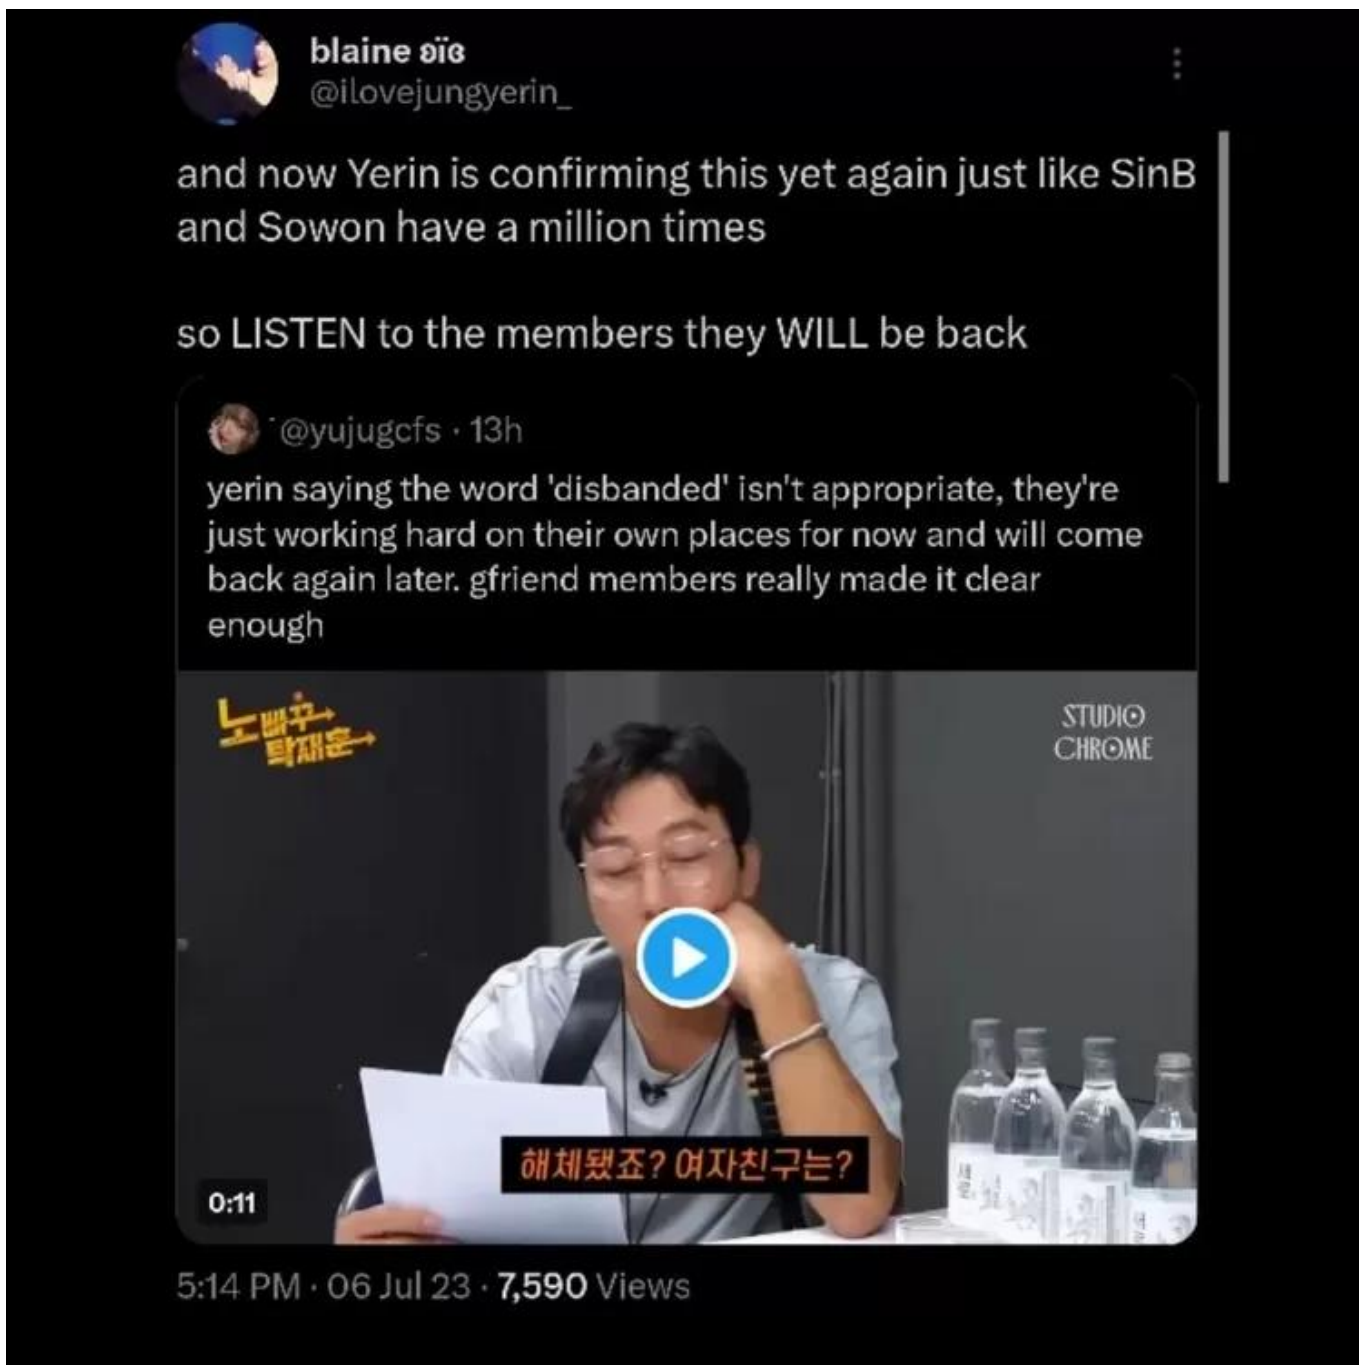 blaine ʚïɞ
@ilovejungyerin_
and now Yerin is confirming this yet again just like SinB
and Sowon have a million times
so LISTEN to the members they WILL be back
@yujugcfs · 13h
yerin saying the word 'disbanded' isn't appropriate, they're
just working hard on their own places for now and will come
back again later. gfriend members really made it clear
enough
노빠꾸
탁재훈
STUDIO
CHROME
해체됐죠? 여자친구는?
0:11
5:14 PM · 06 Jul 23 · 7,590 Views